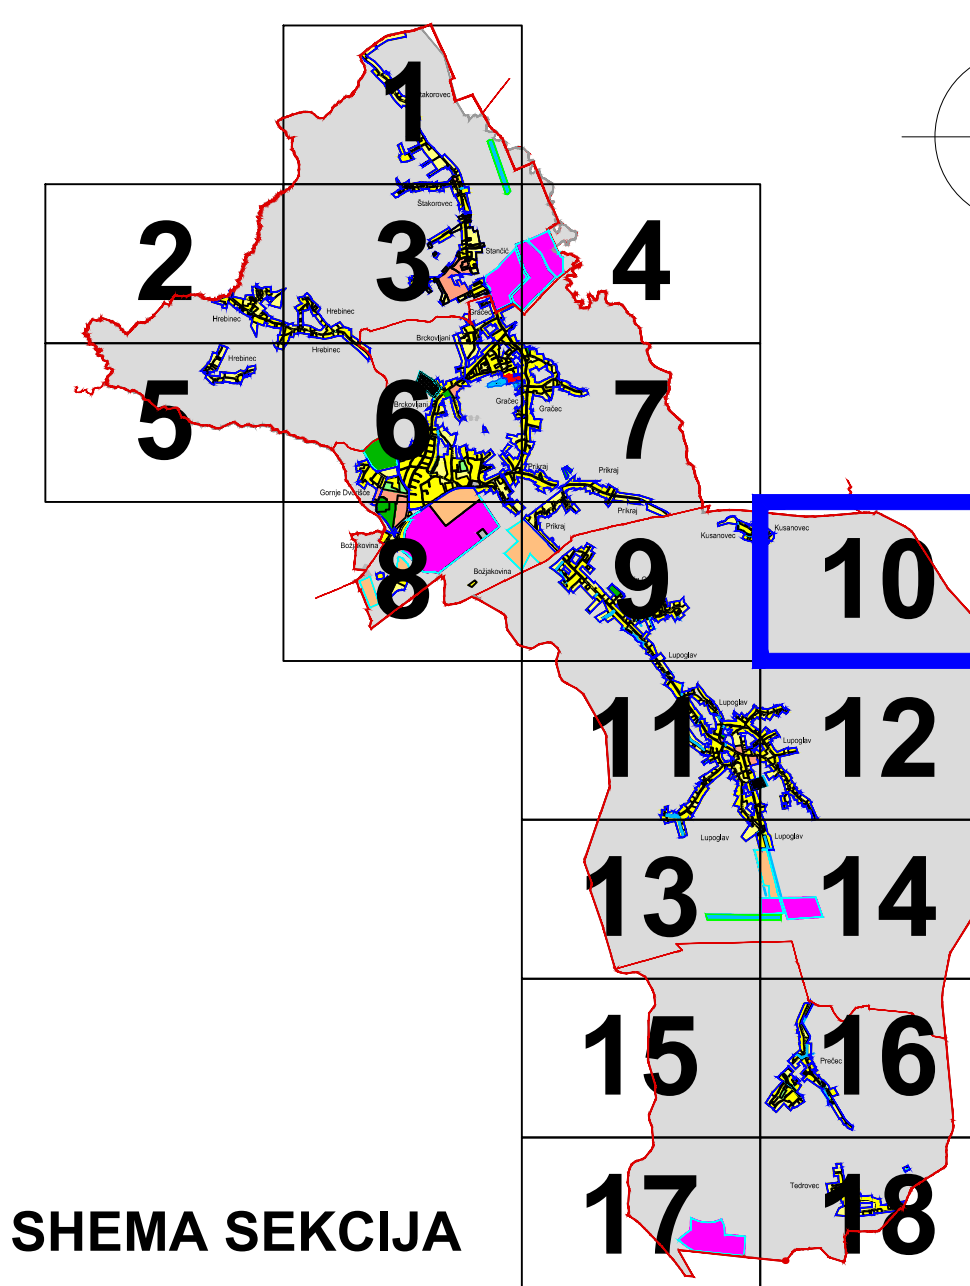 1
Štakorovec
2
3
4
Štakorovec
Stančić
Hrebinec
Hrebinec
Hrebinec
Gračec
Brckovljani
5
6
7
Hrebinec
Brckovljani
Gračec
Gračec
Prikraj
Prikraj
Prikraj
Gornje Dvorišće
8
9
10
Prikraj
Kusanovec
Kusanovec
Božjakovina
Božjakovina
Lupoglav
11
12
Lupoglav
Lupoglav
Lupoglav
Lupoglav
13
14
15
16
Prečec
17
18
Tedrovec
SHEMA SEKCIJA